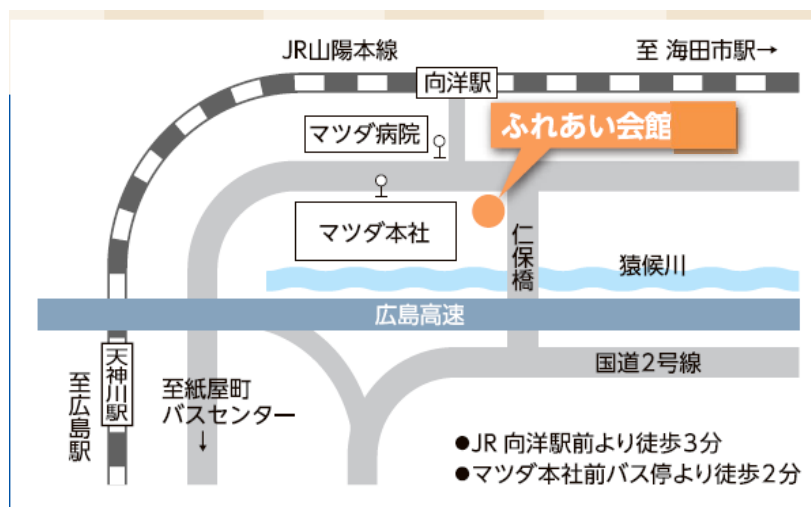 JR山陽本線
至 海田市駅→
向洋駅
マツダ病院
ふれあい会館
マツダ本社
仁保橋
猿候川
広島高速
天神川駅
至広島駅
至紙屋町
バスセンター
↓
国道2号線
●JR 向洋駅前より徒歩3分
●マツダ本社前バス停より徒歩2分